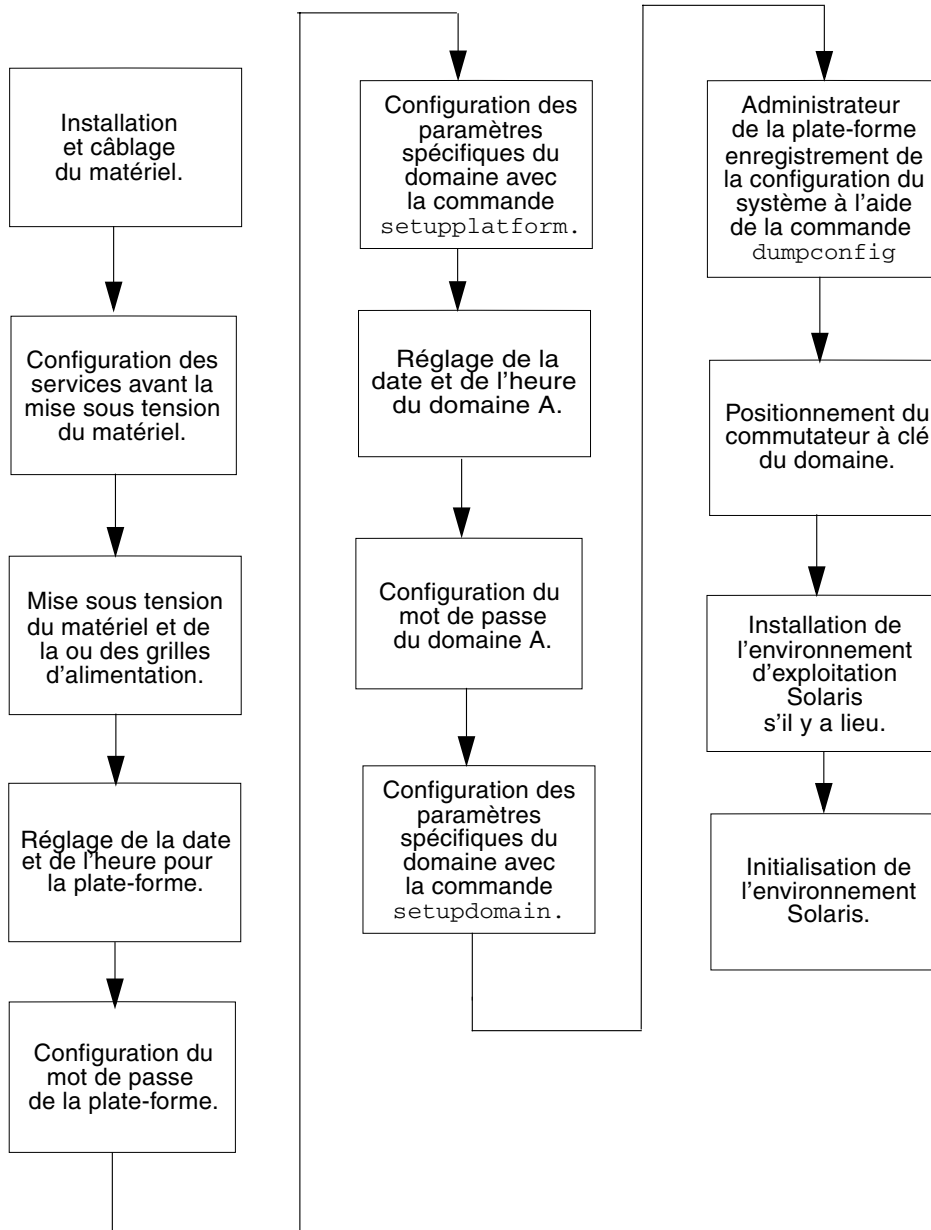 Installation
et câblage
du matériel.
Configuration des
services avant la
mise sous tension
du matériel.
Mise sous tension
du matériel et de
la ou des grilles
d'alimentation.
Réglage de la date
et de l'heure pour
la plate-forme.
Configuration du
mot de passe
de la plate-forme.
Configuration des
paramètres
spécifiques du
domaine avec
la commande
setupplatform.
Réglage de la
date et de l'heure
du domaine A.
Configuration du
mot de passe
du domaine A.
Configuration des
paramètres
spécifiques du
domaine avec
la commande
setupdomain.
Administrateur
de la plate-forme
enregistrement de
la configuration du
système à l'aide
de la commande
dumpconfig
Positionnement du
commutateur à clé
du domaine.
Installation de
l'environnement
d'exploitation
Solaris
s'il y a lieu.
Initialisation de
l'environnement
Solaris.